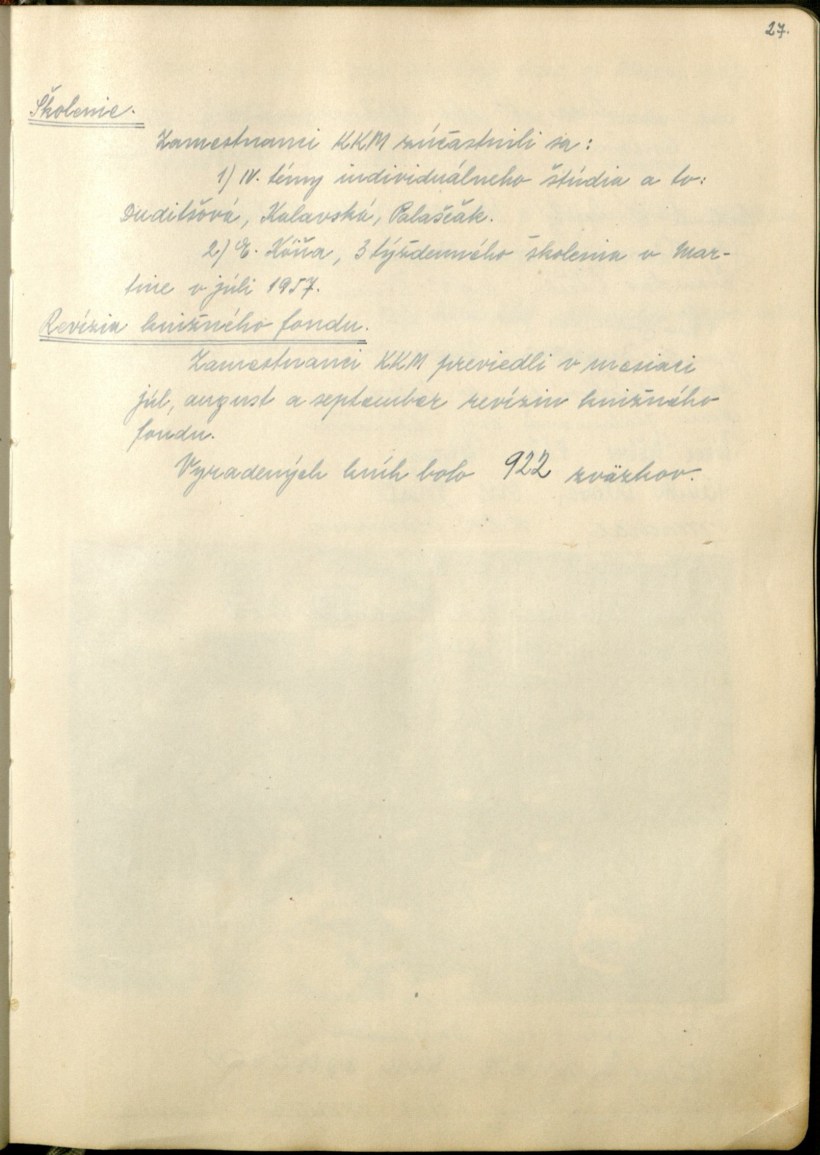 27.
Školenie.
Zamestnanci KKM zúčastnili sa:
1) IV. témy individuálneho štúdia a to:
Duditšová, Kalavská, Palaščák.
2) E. Kôňa, 3 týždenného školenia v Mar-
tine v júli 1957.
Revízia knižného fondu.
Zamestnanci KKM previedli v mesiaci
júl, august a september revíziu knižného
fondu.
Vyradených kníh bolo 922 zväzkov.